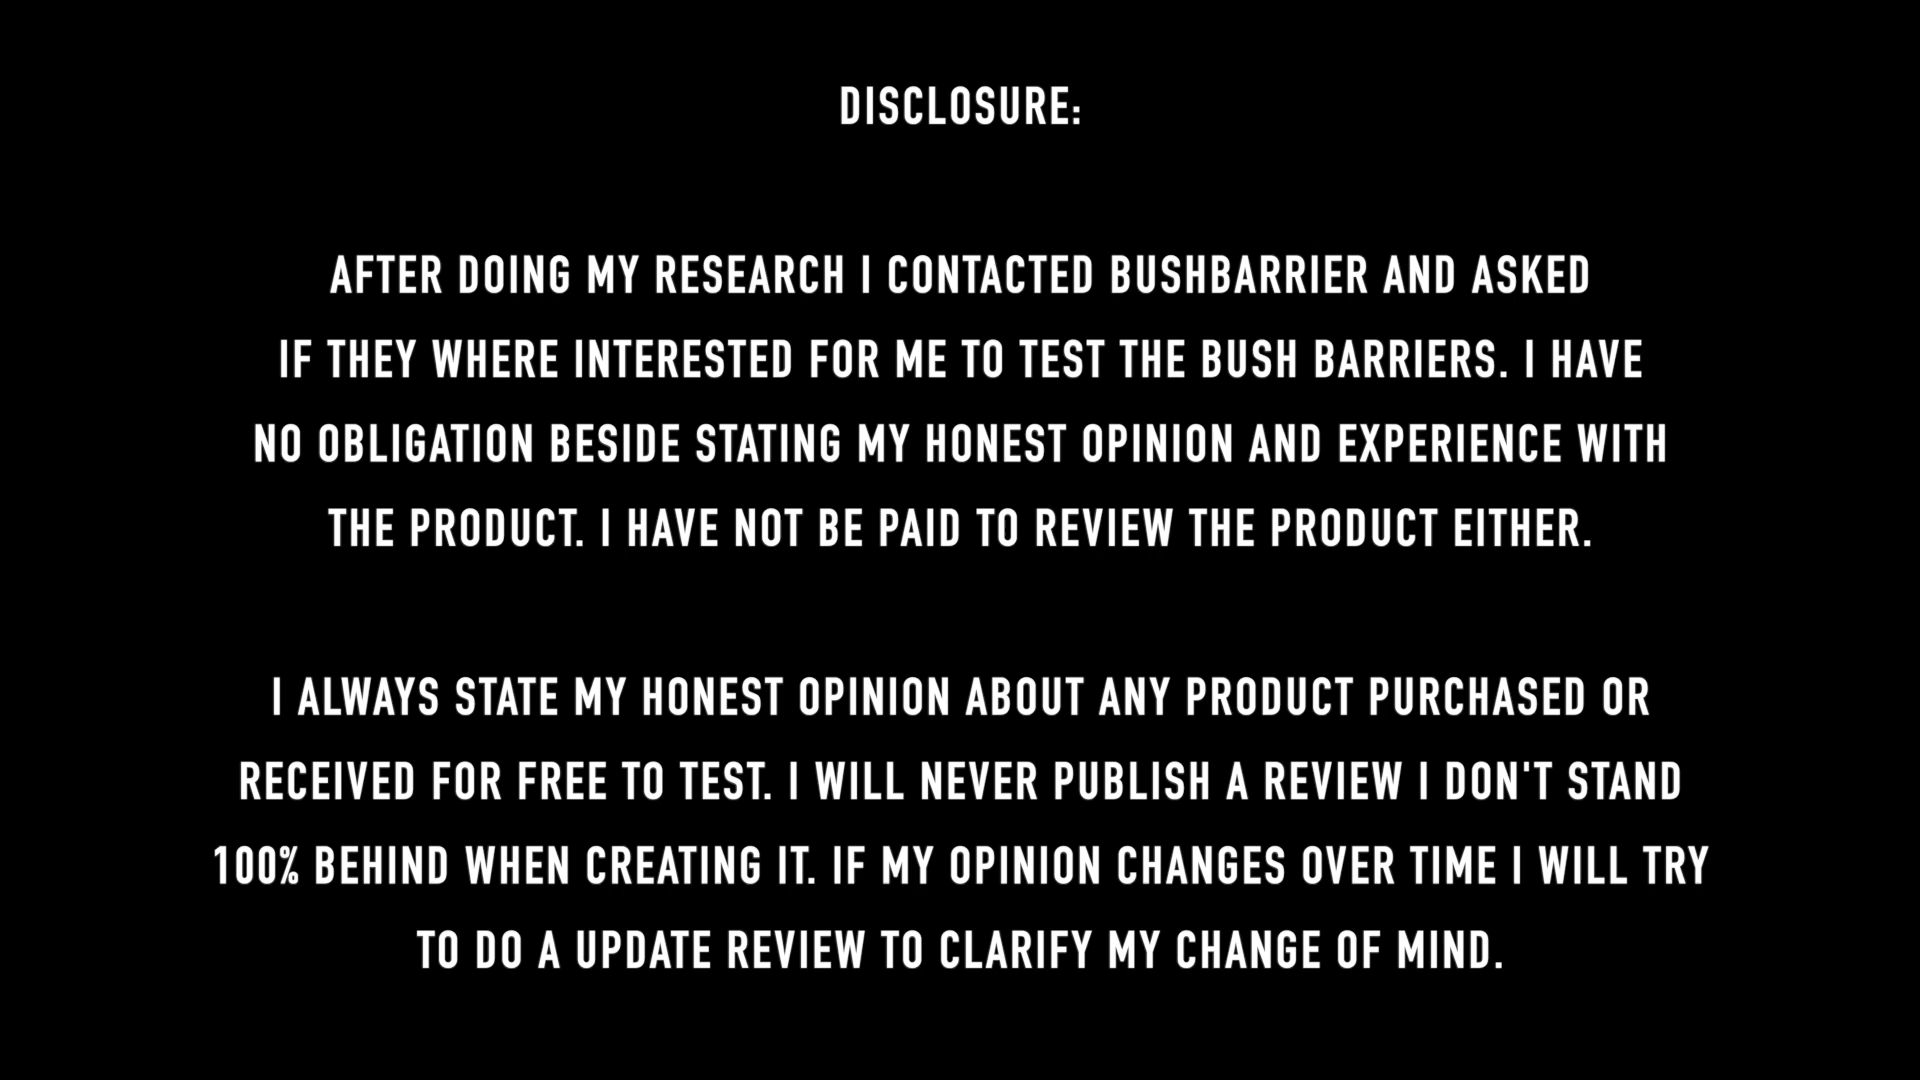 DISCLOSURE:
AFTER DOING MY RESEARCH I CONTACTED BUSHBARRIER AND ASKED
IF THEY WHERE INTERESTED FOR ME TO TEST THE BUSH BARRIERS. I HAVE
NO OBLIGATION BESIDE STATING MY HONEST OPINION AND EXPERIENCE WITH
THE PRODUCT. I HAVE NOT BE PAID TO REVIEW THE PRODUCT EITHER.
I ALWAYS STATE MY HONEST OPINION ABOUT ANY PRODUCT PURCHASED OR
RECEIVED FOR FREE TO TEST. I WILL NEVER PUBLISH A REVIEW I DON'T STAND
100% BEHIND WHEN CREATING IT. IF MY OPINION CHANGES OVER TIME I WILL TRY
TO DO A UPDATE REVIEW TO CLARIFY MY CHANGE OF MIND.